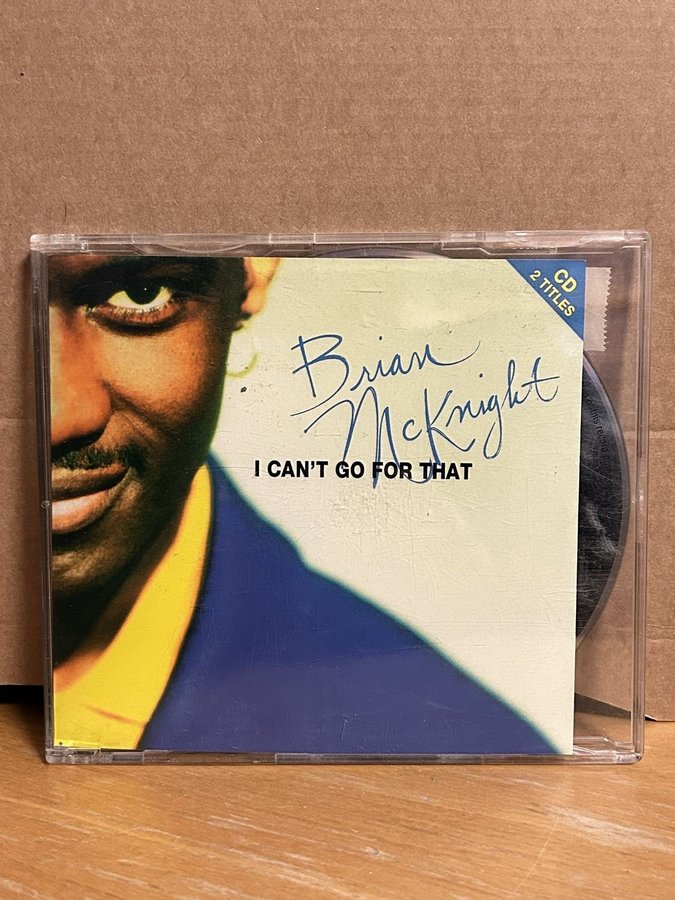 CD
2 TITLES
Brian
McKnight
I CAN'T GO FOR THAT